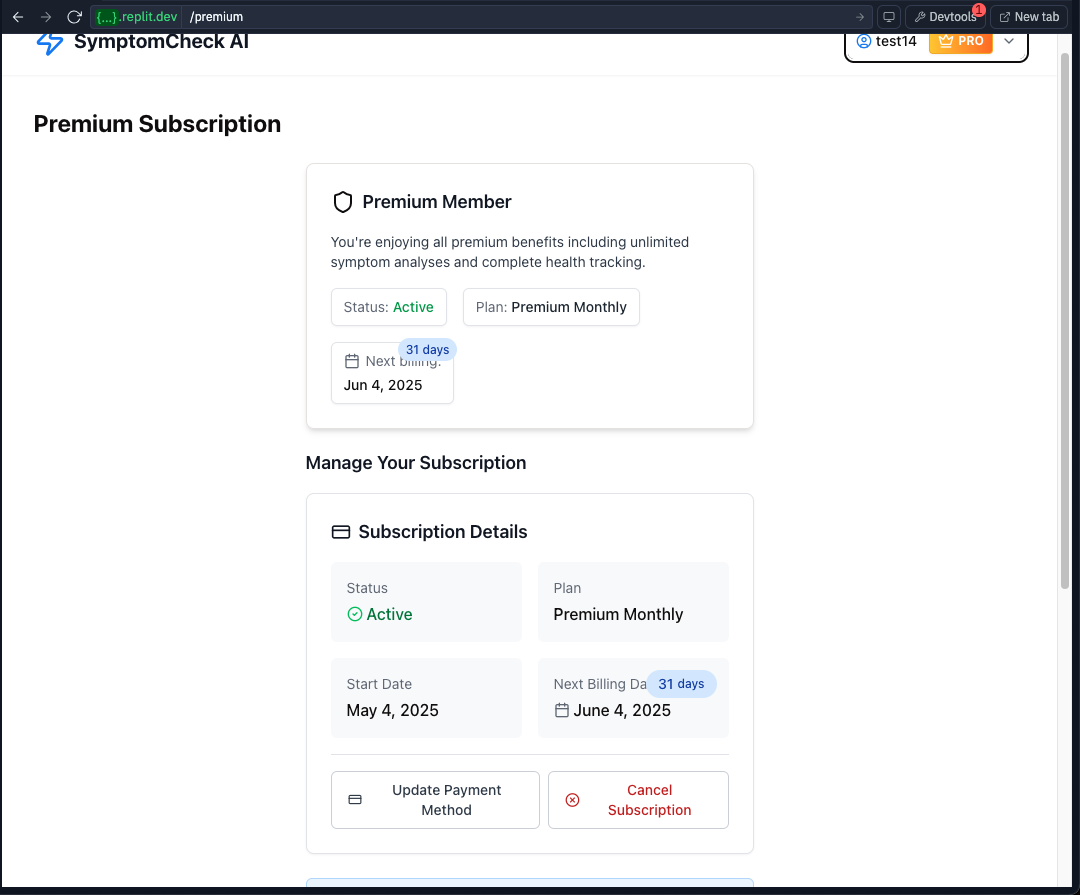 {...}.replit.dev /premium
Devtools 1
New tab
SymptomCheck AI
test14 PRO
Premium Subscription
Premium Member
You're enjoying all premium benefits including unlimited
symptom analyses and complete health tracking.
Status: Active
Plan: Premium Monthly
31 days
Next billing:
Jun 4, 2025
Manage Your Subscription
Subscription Details
Status
Active
Plan
Premium Monthly
Start Date
May 4, 2025
Next Billing Da
31 days
June 4, 2025
Update Payment
Method
Cancel
Subscription